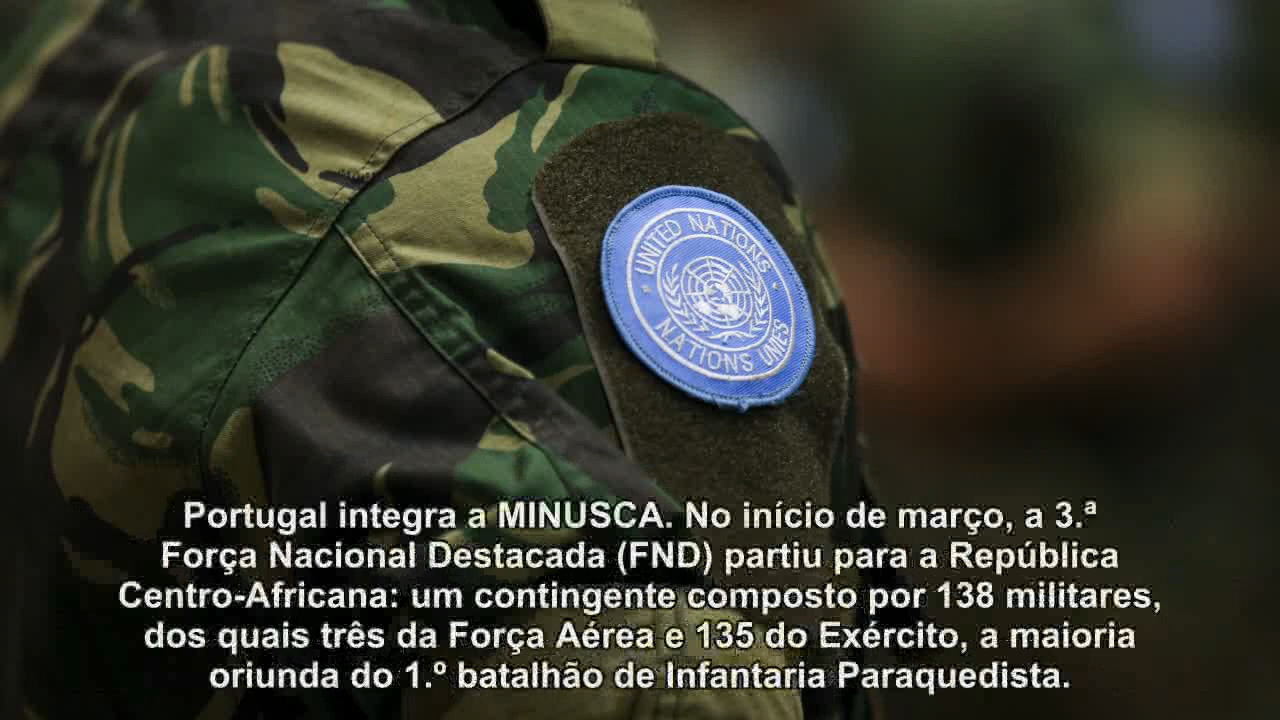 UNITED NATIONS
NATIONS UNIES
Portugal integra a MINUSCA. No início de março, a 3.ª
Força Nacional Destacada (FND) partiu para a República
Centro-Africana: um contingente composto por 138 militares,
dos quais três da Força Aérea e 135 do Exército, a maioria
oriunda do 1.º batalhão de Infantaria Paraquedista.